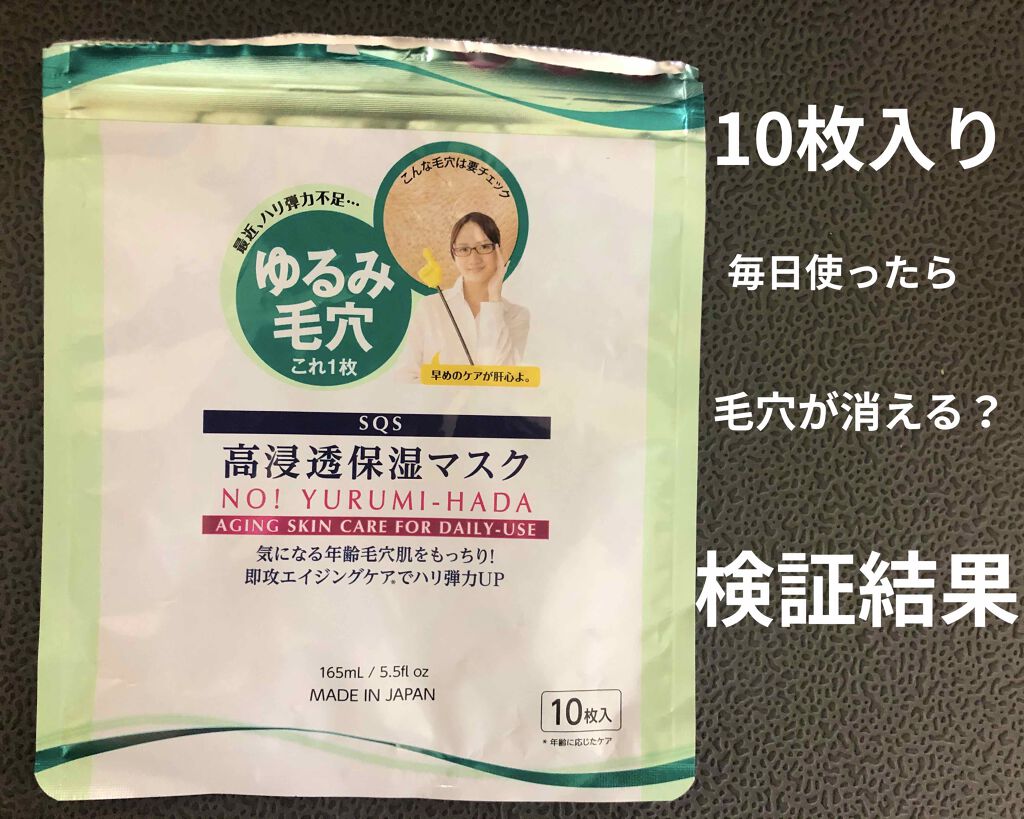 こんな毛穴は要チェック
最近、ハリ弾力不足…
ゆるみ
毛穴
これ1枚
早めのケアが肝心よ。
SQS
高浸透保湿マスク
NO! YURUMI-HADA
AGING SKIN CARE FOR DAILY-USE
気になる年齢毛穴肌をもっちり!
即攻エイジングケア*でハリ弾力UP
165mL / 5.5fl oz
MADE IN JAPAN
10枚入
* 年齢に応じたケア
10枚入り
毎日使ったら
毛穴が消える?
検証結果